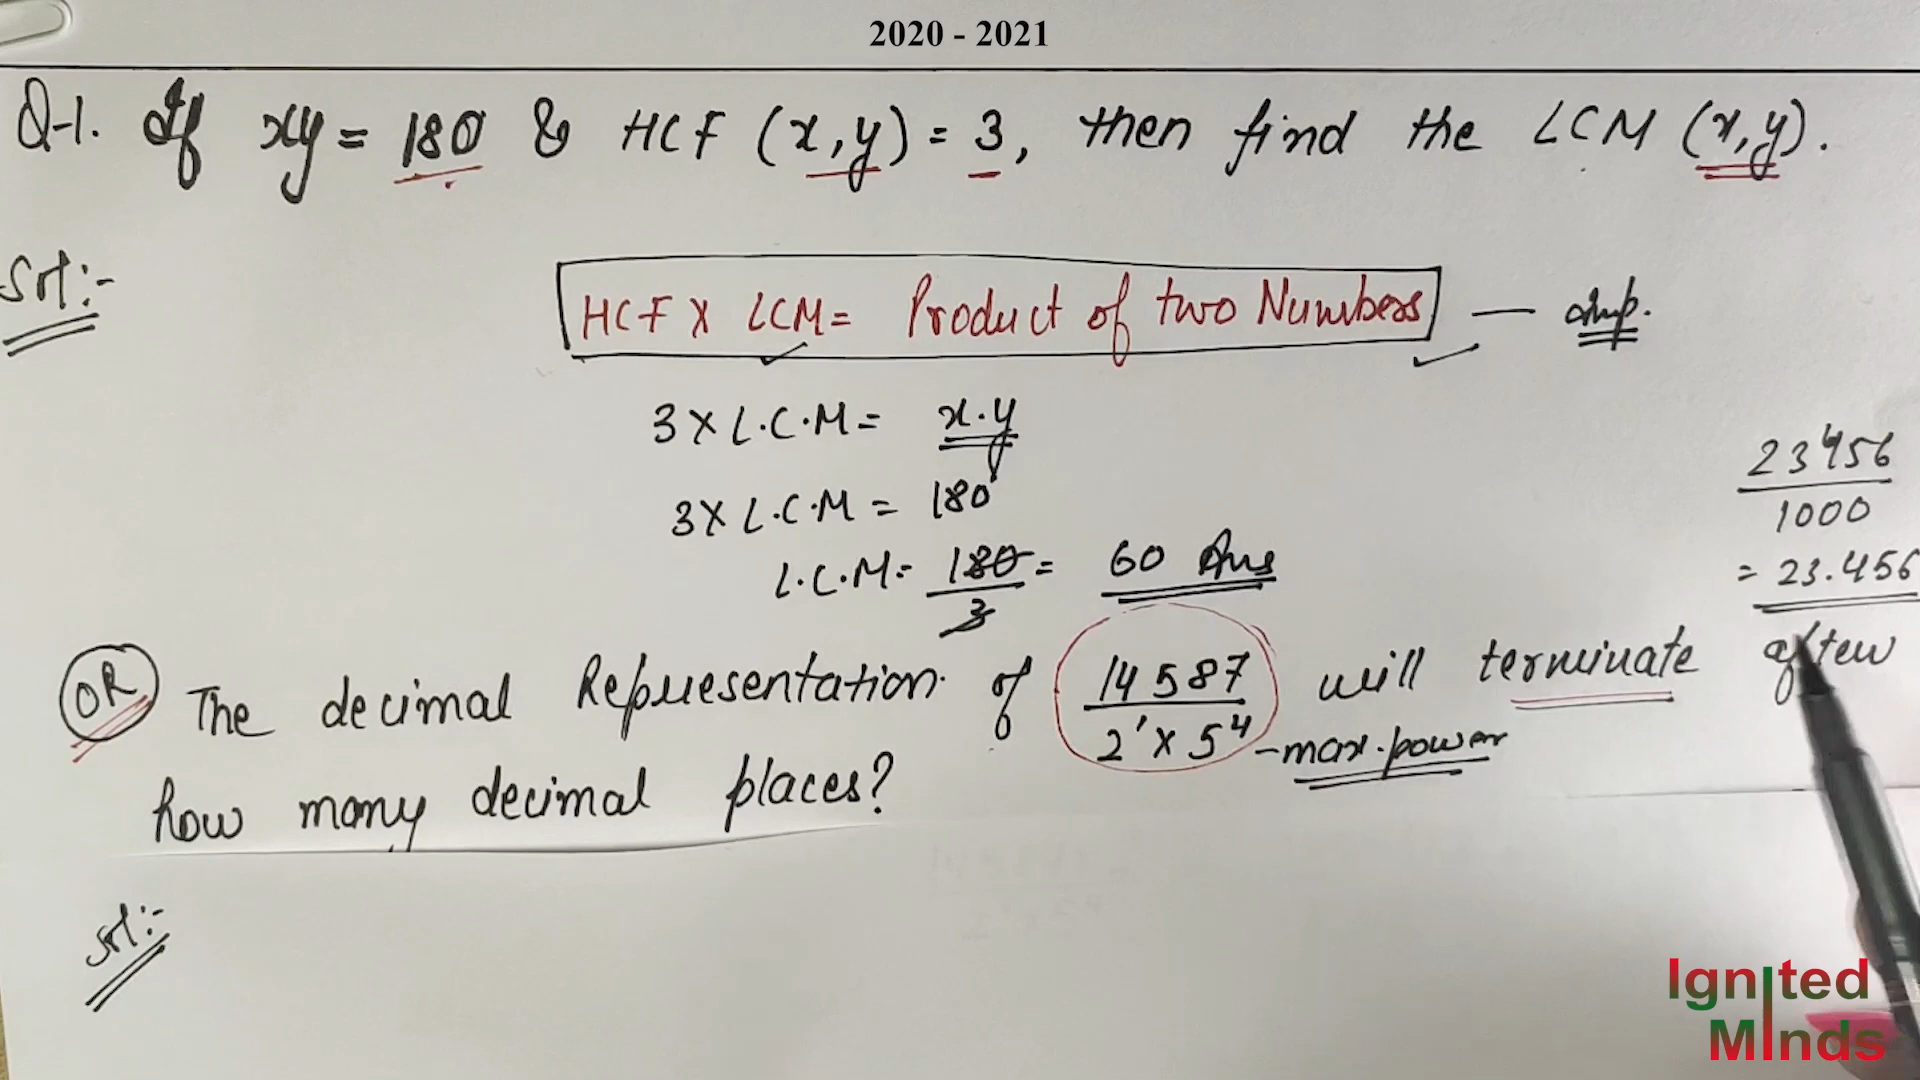 2020 - 2021
Q-1. If xy = 180 & HCF (x,y) = 3, then find the LCM (x,y).
Sol:-
HCF X LCM = Product of two Numbers — Imp.
3 X L.C.M = x.y
3 X L.C.M = 180
L.C.M = 180/3 = 60 Ans
23456/1000
= 23.456
OR The decimal Representation of 14587/2¹ x 5⁴ will terminate after
-max.power
how many decimal places?
Sol:-
Ignited
Minds